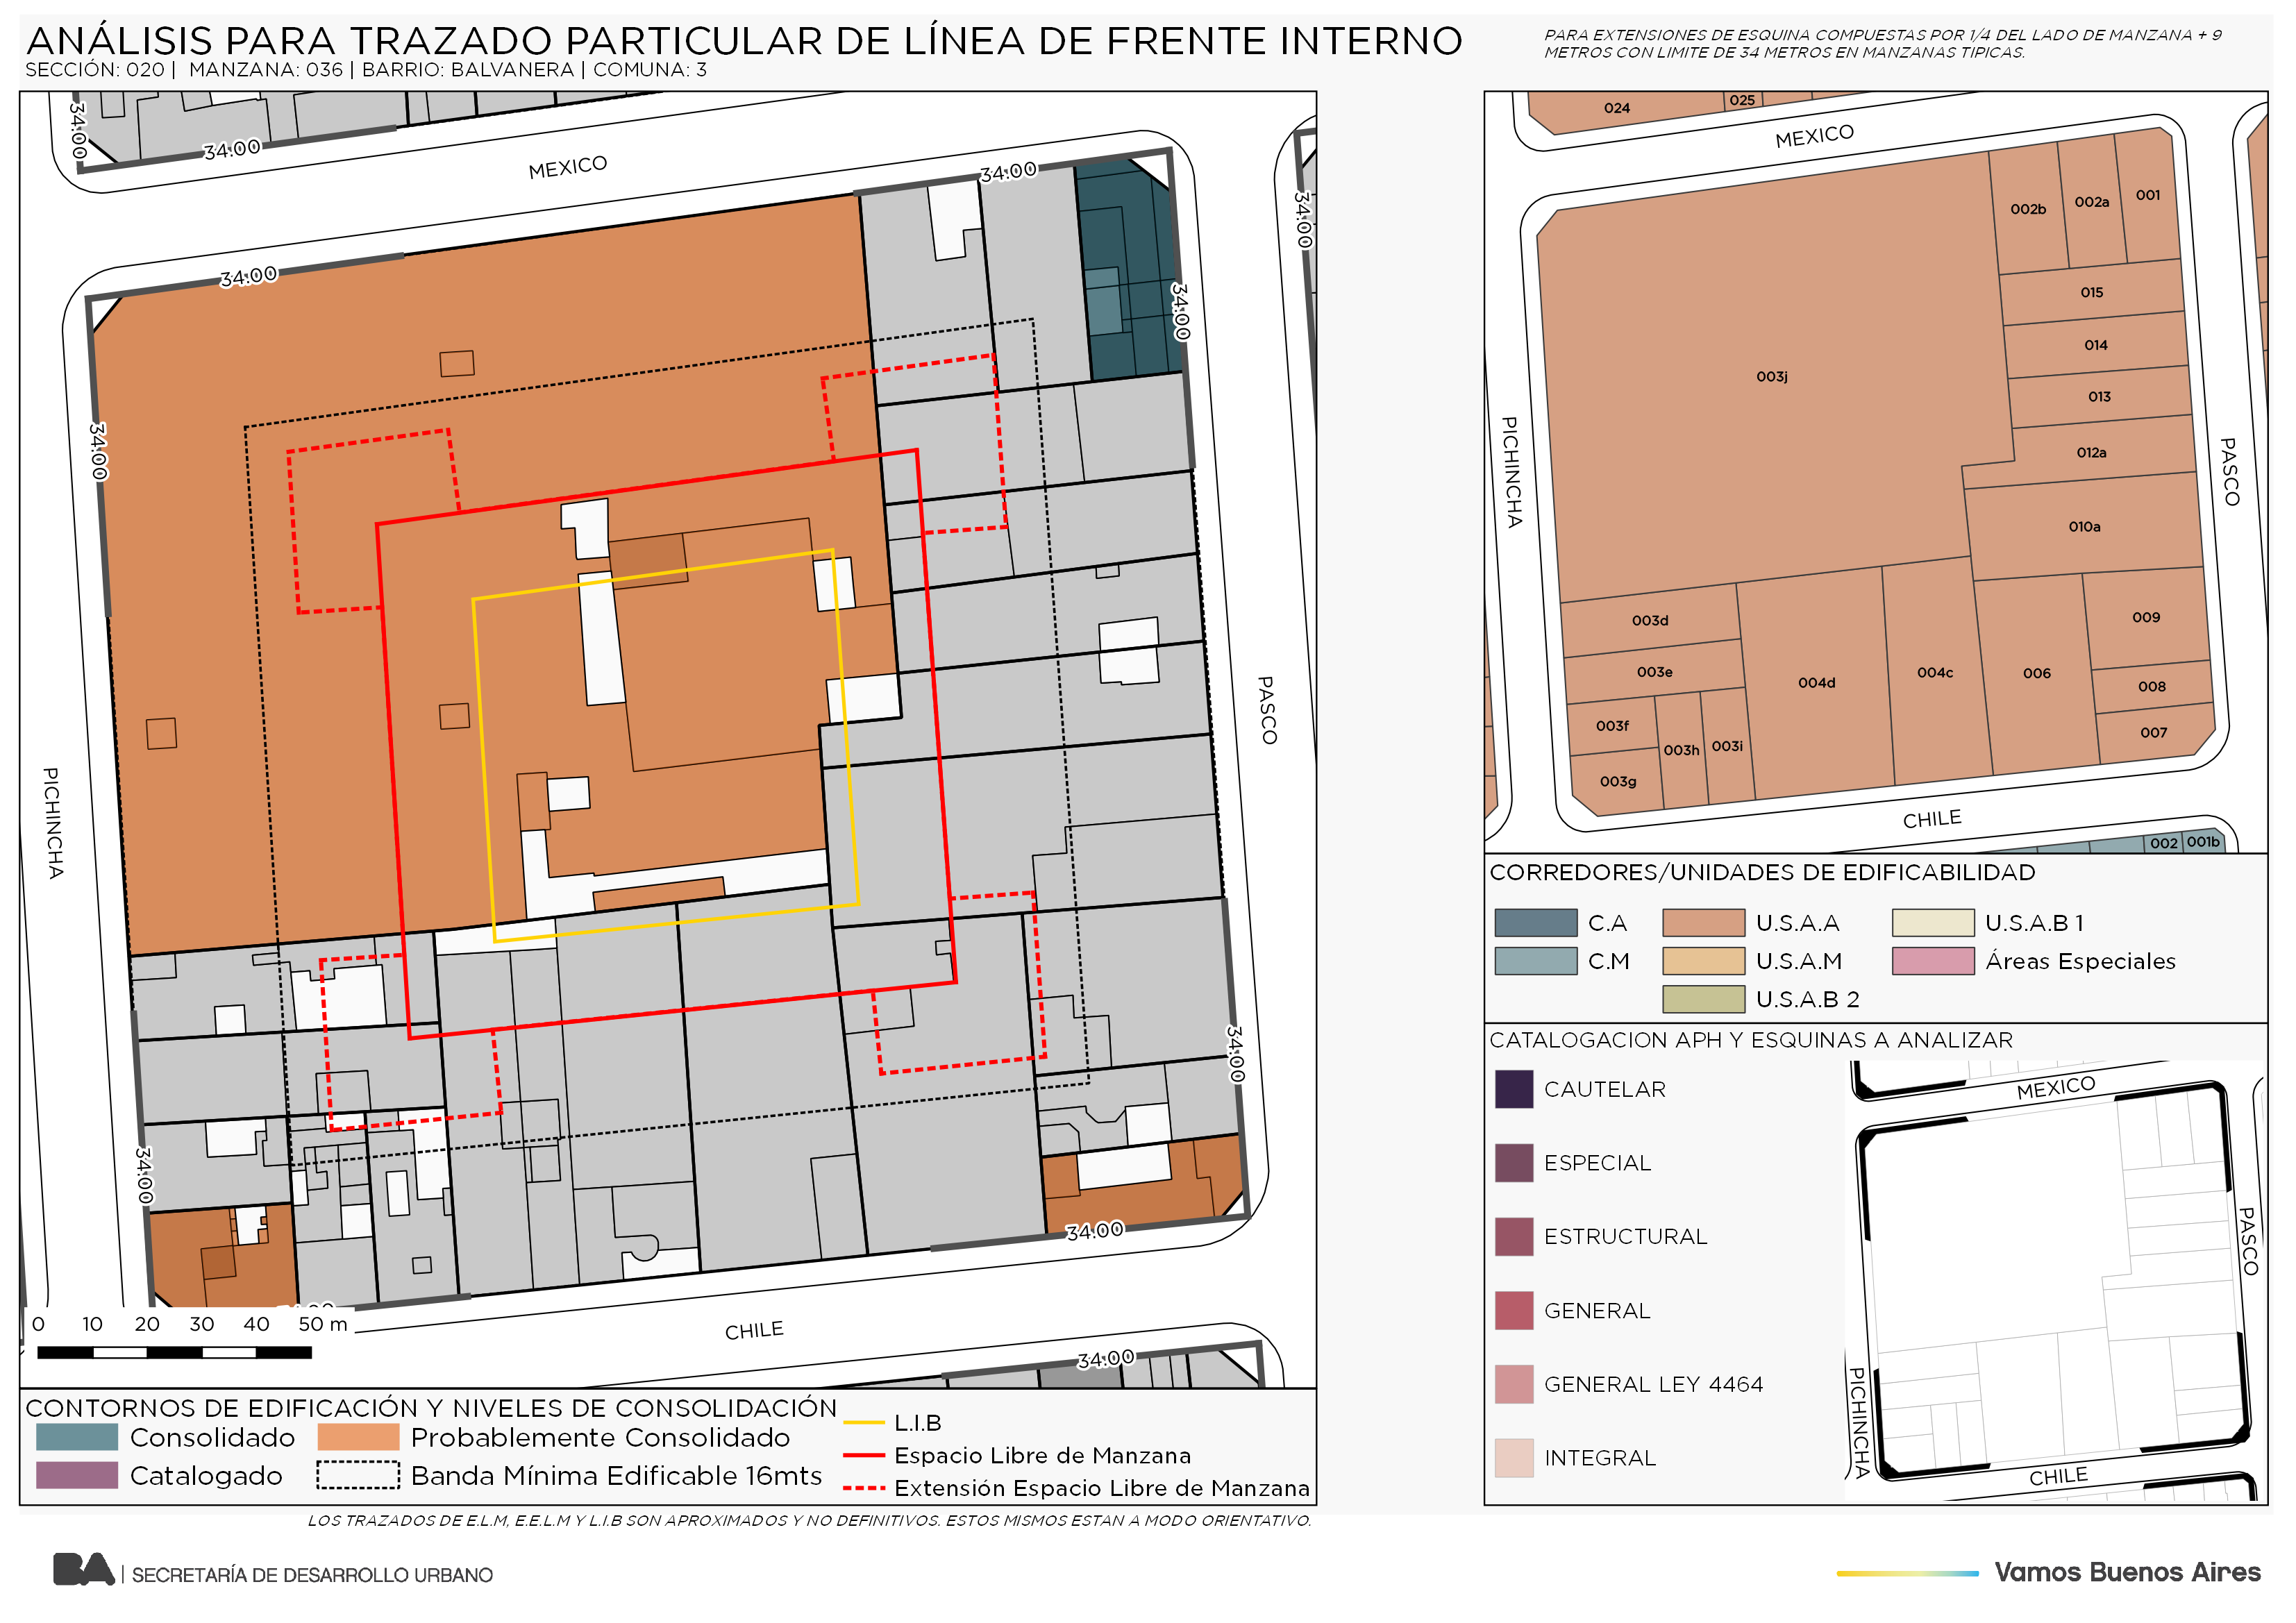 ANÁLISIS PARA TRAZADO PARTICULAR DE LÍNEA DE FRENTE INTERNO
SECCIÓN: 020 | MANZANA: 036 | BARRIO: BALVANERA | COMUNA: 3
PARA EXTENSIONES DE ESQUINA COMPUESTAS POR 1/4 DEL LADO DE MANZANA + 9
METROS CON LIMITE DE 34 METROS EN MANZANAS TIPICAS.
34.00
34.00
MEXICO
34.00
34.00
34.00
34.00
34.00
PASCO
PICHINCHA
34.00
34.00
34.00
CHILE
34.00
0 10 20 30 40 50 m
CONTORNOS DE EDIFICACIÓN Y NIVELES DE CONSOLIDACIÓN
Consolidado
Probablemente Consolidado
Catalogado
Banda Mínima Edificable 16mts
L.I.B
Espacio Libre de Manzana
Extensión Espacio Libre de Manzana
LOS TRAZADOS DE E.L.M, E.E.L.M Y L.I.B SON APROXIMADOS Y NO DEFINITIVOS. ESTOS MISMOS ESTAN A MODO ORIENTATIVO.
024
025
MEXICO
002b
002a
001
015
014
003j
013
012a
PICHINCHA
PASCO
010a
003d
009
003e
004d
004c
006
008
003f
003h
003i
007
003g
CHILE
002
001b
CORREDORES/UNIDADES DE EDIFICABILIDAD
C.A
U.S.A.A
U.S.A.B 1
C.M
U.S.A.M
Áreas Especiales
U.S.A.B 2
CATALOGACION APH Y ESQUINAS A ANALIZAR
CAUTELAR
ESPECIAL
ESTRUCTURAL
GENERAL
GENERAL LEY 4464
INTEGRAL
MEXICO
PASCO
PICHINCHA
CHILE
BA | SECRETARÍA DE DESARROLLO URBANO
Vamos Buenos Aires